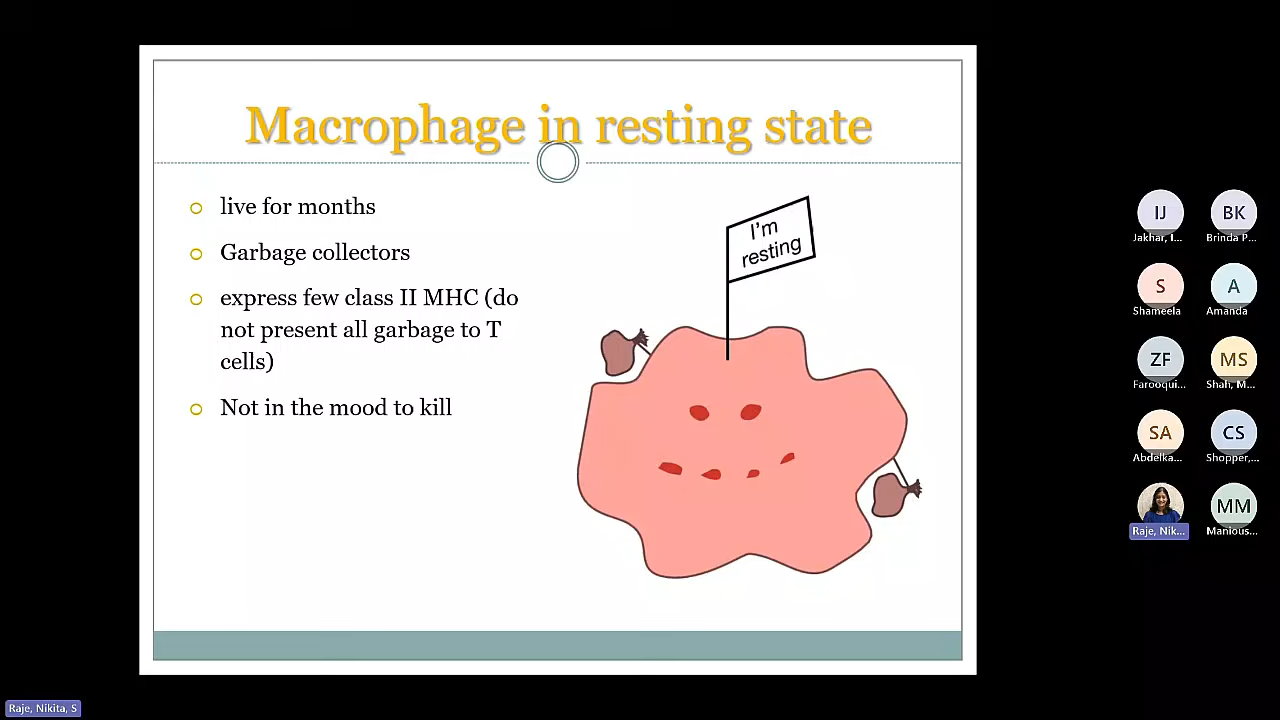 Macrophage in resting state
live for months
Garbage collectors
express few class II MHC (do
not present all garbage to T
cells)
Not in the mood to kill
I'm
resting
IJ
BK
Jakhar, I...
Brinda P...
S
A
Shameela
Amanda
ZF
MS
Farooqui...
Shah, M...
SA
CS
Abdelka...
Shopper,...
MM
Raje, Nik...
Manious...
Raje, Nikita, S